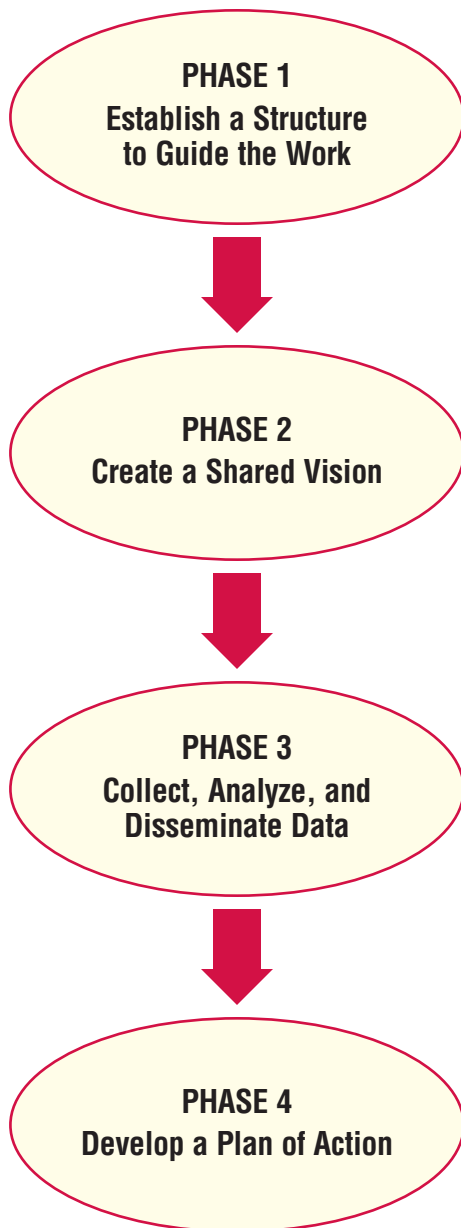 PHASE 1
Establish a Structure
to Guide the Work
PHASE 2
Create a Shared Vision
PHASE 3
Collect, Analyze, and
Disseminate Data
PHASE 4
Develop a Plan of Action